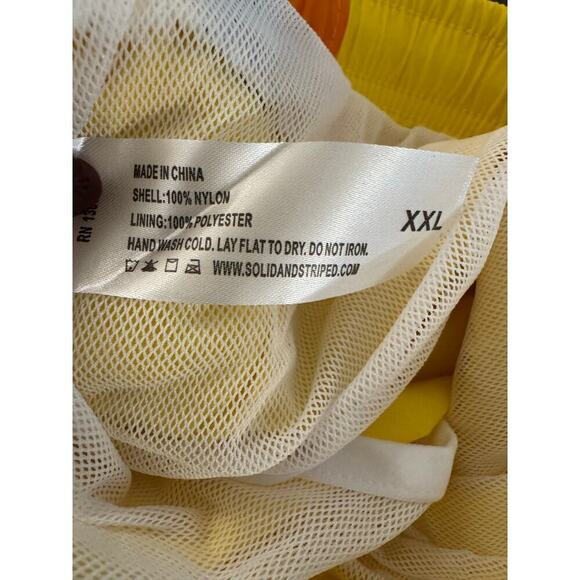 MADE IN CHINA
SHELL:100% NYLON
LINING:100% POLYESTER
HAND WASH COLD. LAY FLAT TO DRY. DO NOT IRON.
WWW.SOLIDANDSTRIPED.COM
XXL
RN